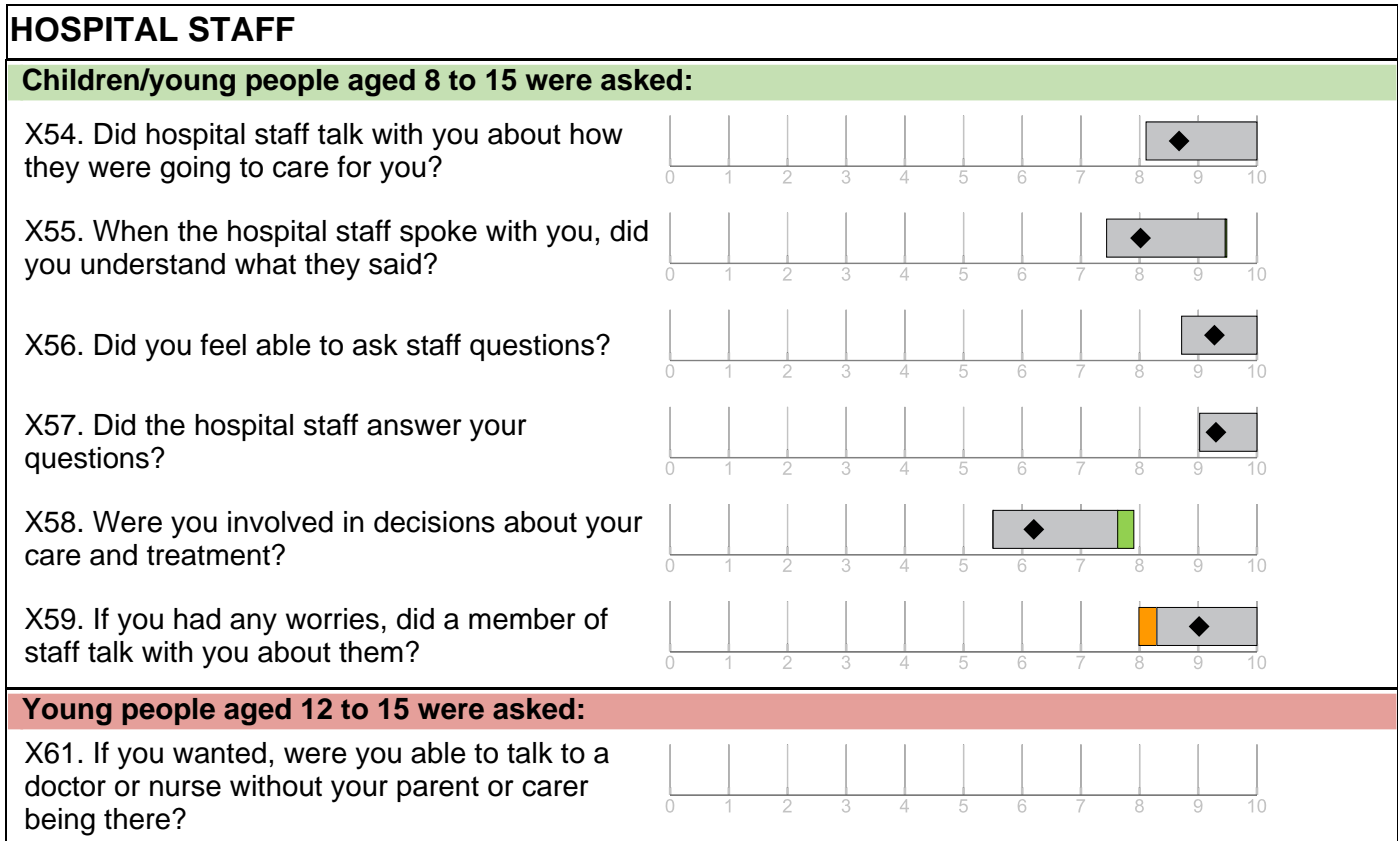 HOSPITAL STAFF
Children/young people aged 8 to 15 were asked:
X54. Did hospital staff talk with you about how
they were going to care for you?
0 1 2 3 4 5 6 7 8 9 10
X55. When the hospital staff spoke with you, did
you understand what they said?
0 1 2 3 4 5 6 7 8 9 10
X56. Did you feel able to ask staff questions?
0 1 2 3 4 5 6 7 8 9 10
X57. Did the hospital staff answer your
questions?
0 1 2 3 4 5 6 7 8 9 10
X58. Were you involved in decisions about your
care and treatment?
0 1 2 3 4 5 6 7 8 9 10
X59. If you had any worries, did a member of
staff talk with you about them?
0 1 2 3 4 5 6 7 8 9 10
Young people aged 12 to 15 were asked:
X61. If you wanted, were you able to talk to a
doctor or nurse without your parent or carer
being there?
0 1 2 3 4 5 6 7 8 9 10